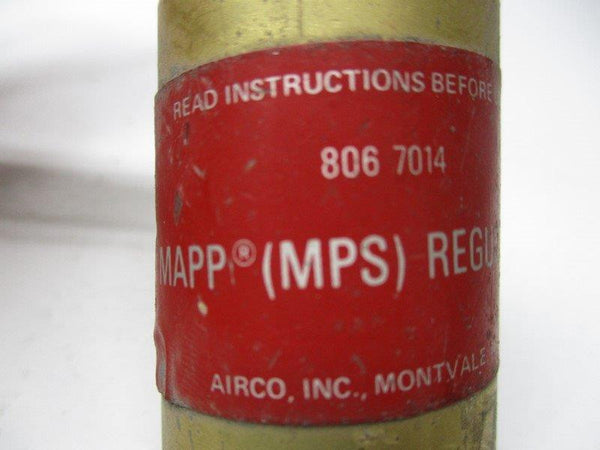 READ INSTRUCTIONS BEFORE
806 7014
MAPP® (MPS) REGU
AIRCO, INC., MONTVALE